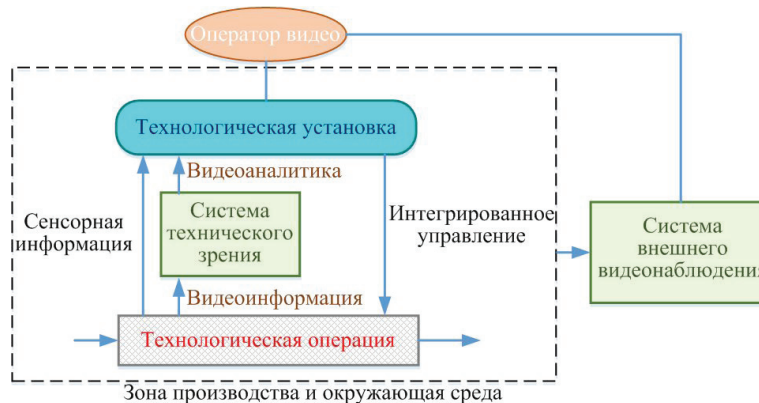 Оператор видео
Технологическая установка
Видеоаналитика
Сенсорная
информация
Система
технического
зрения
Интегрированное
управление
Система
внешнего
видеонаблюдения
Видеоинформация
Технологическая операция
Зона производства и окружающая среда